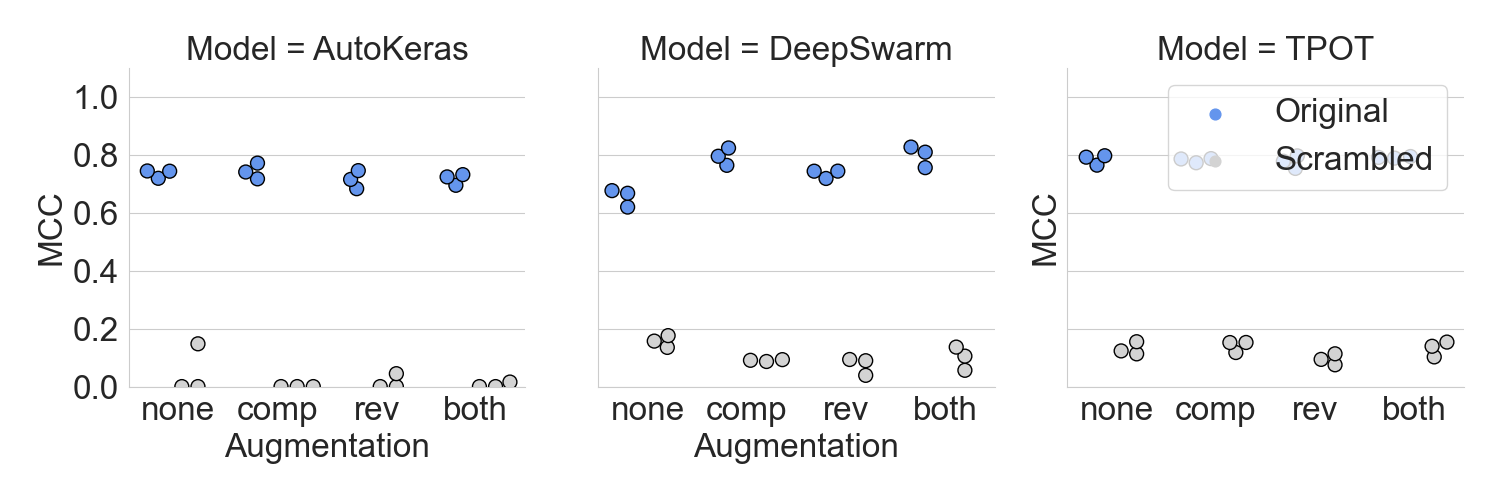 Model = AutoKeras
Model = DeepSwarm
Model = TPOT
1.0
0.8
0.6
0.4
0.2
0.0
MCC
MCC
Original
Scrambled
none comp rev both
none comp rev both
none comp rev both
Augmentation
Augmentation